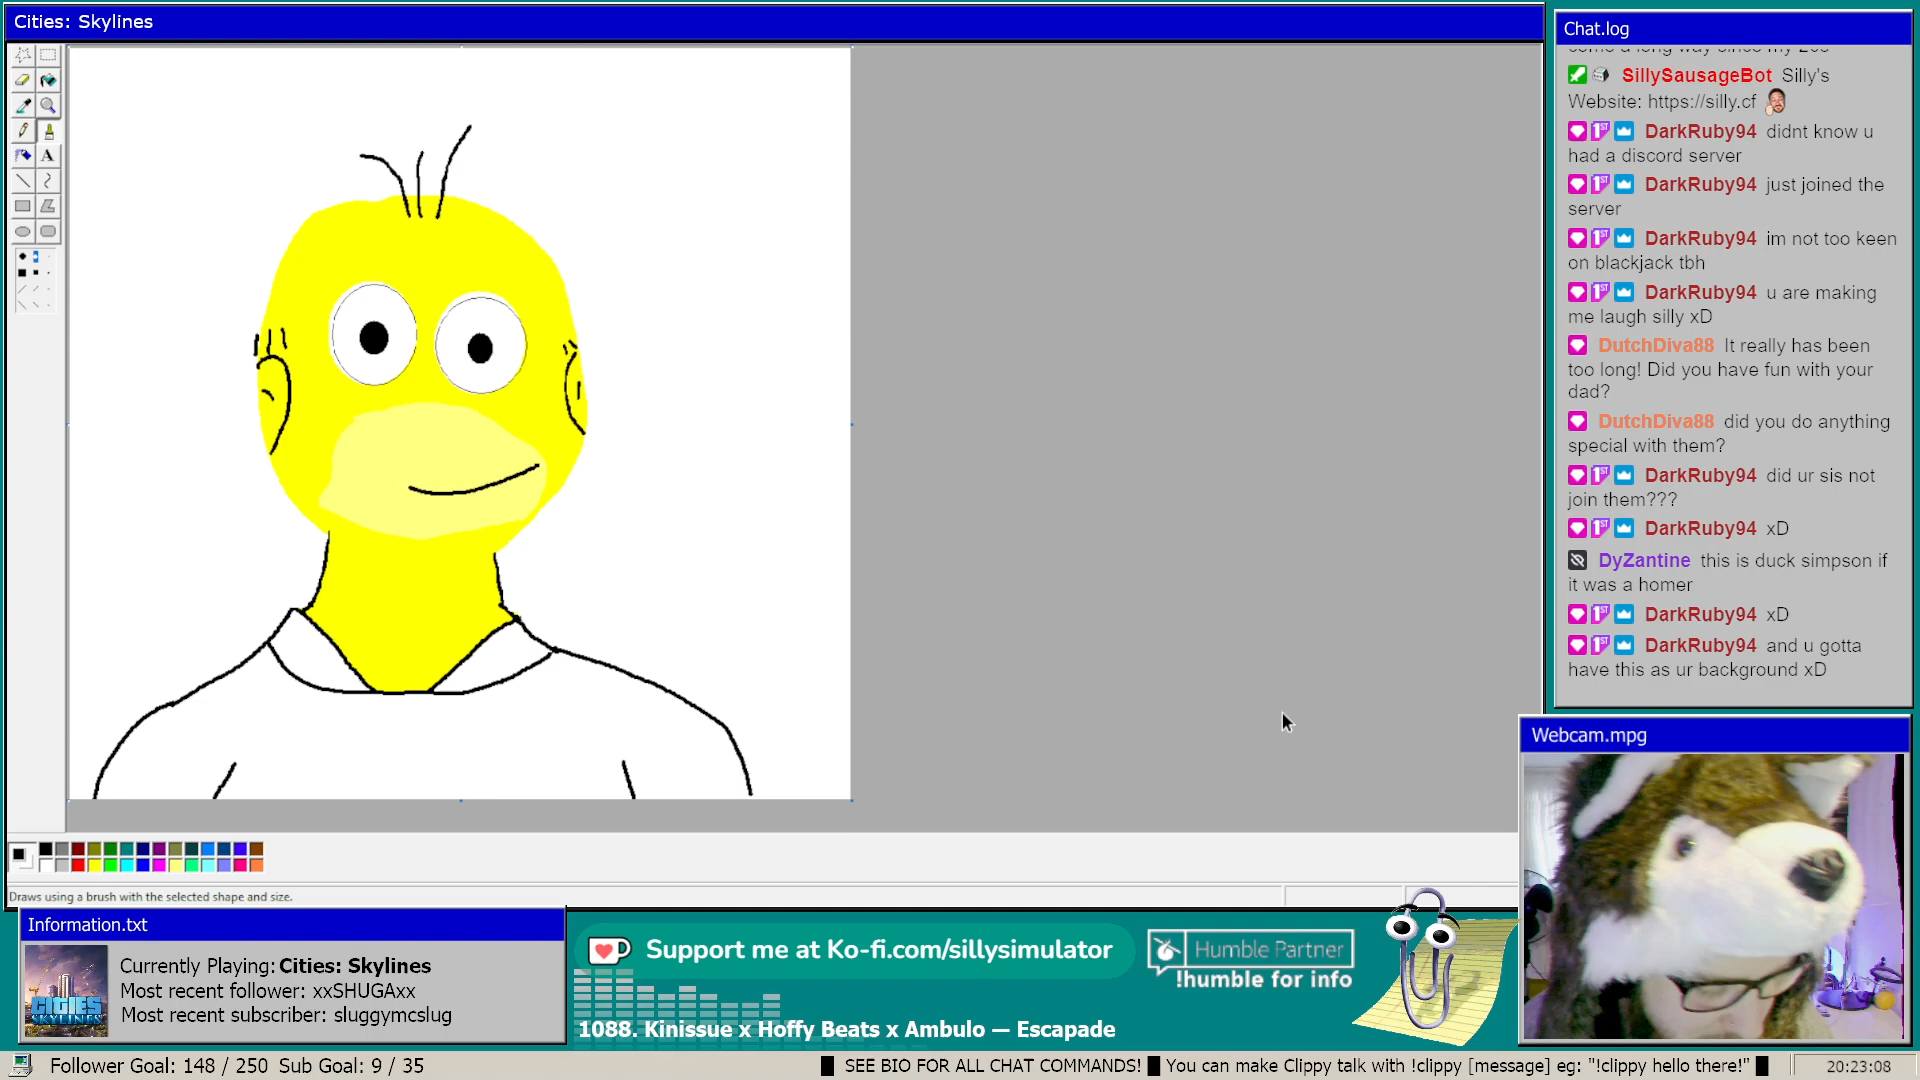 Cities: Skylines
Chat.log
SillySausageBot Silly's
Website: https://silly.cf
DarkRuby94 didnt know u
had a discord server
DarkRuby94 just joined the
server
DarkRuby94 im not too keen
on blackjack tbh
DarkRuby94 u are making
me laugh silly xD
DutchDiva88 It really has been
too long! Did you have fun with your
dad?
DutchDiva88 did you do anything
special with them?
DarkRuby94 did ur sis not
join them???
DarkRuby94 xD
DyZantine this is duck simpson if
it was a homer
DarkRuby94 xD
DarkRuby94 and u gotta
have this as ur background xD
Webcam.mpg
A
Draws using a brush with the selected shape and size.
Information.txt
Currently Playing: Cities: Skylines
Most recent follower: xxSHUGAxx
Most recent subscriber: sluggymcslug
CITIES
SKYLINES
Support me at Ko-fi.com/sillysimulator
Humble Partner
!humble for info
1088. Kinissue x Hoffy Beats x Ambulo — Escapade
Follower Goal: 148 / 250 Sub Goal: 9 / 35
SEE BIO FOR ALL CHAT COMMANDS! You can make Clippy talk with !clippy [message] eg: "!clippy hello there!"
20:23:08